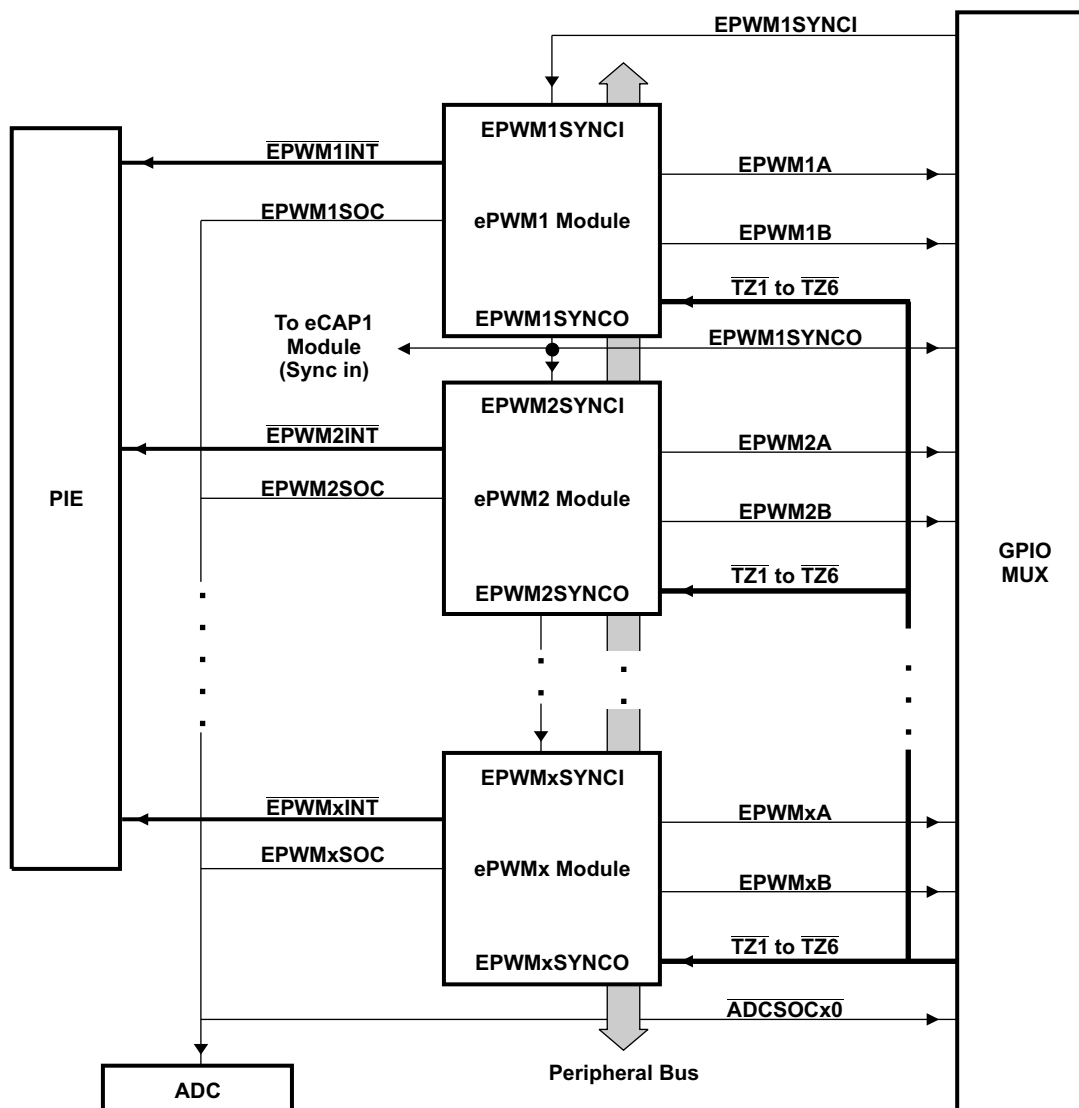 EPWM1SYNCI
EPWM1SYNCI
EPWM1INT
EPWM1A
EPWM1SOC
ePWM1 Module
EPWM1B
TZ1 to TZ6
To eCAP1
Module
(Sync in)
EPWM1SYNCO
EPWM1SYNCO
EPWM2SYNCI
EPWM2INT
EPWM2A
PIE
EPWM2SOC
ePWM2 Module
EPWM2B
GPIO
MUX
TZ1 to TZ6
EPWM2SYNCO
EPWMxSYNCI
EPWMxINT
EPWMxA
EPWMxSOC
ePWMx Module
EPWMxB
TZ1 to TZ6
EPWMxSYNCO
ADCSOCx0
Peripheral Bus
ADC